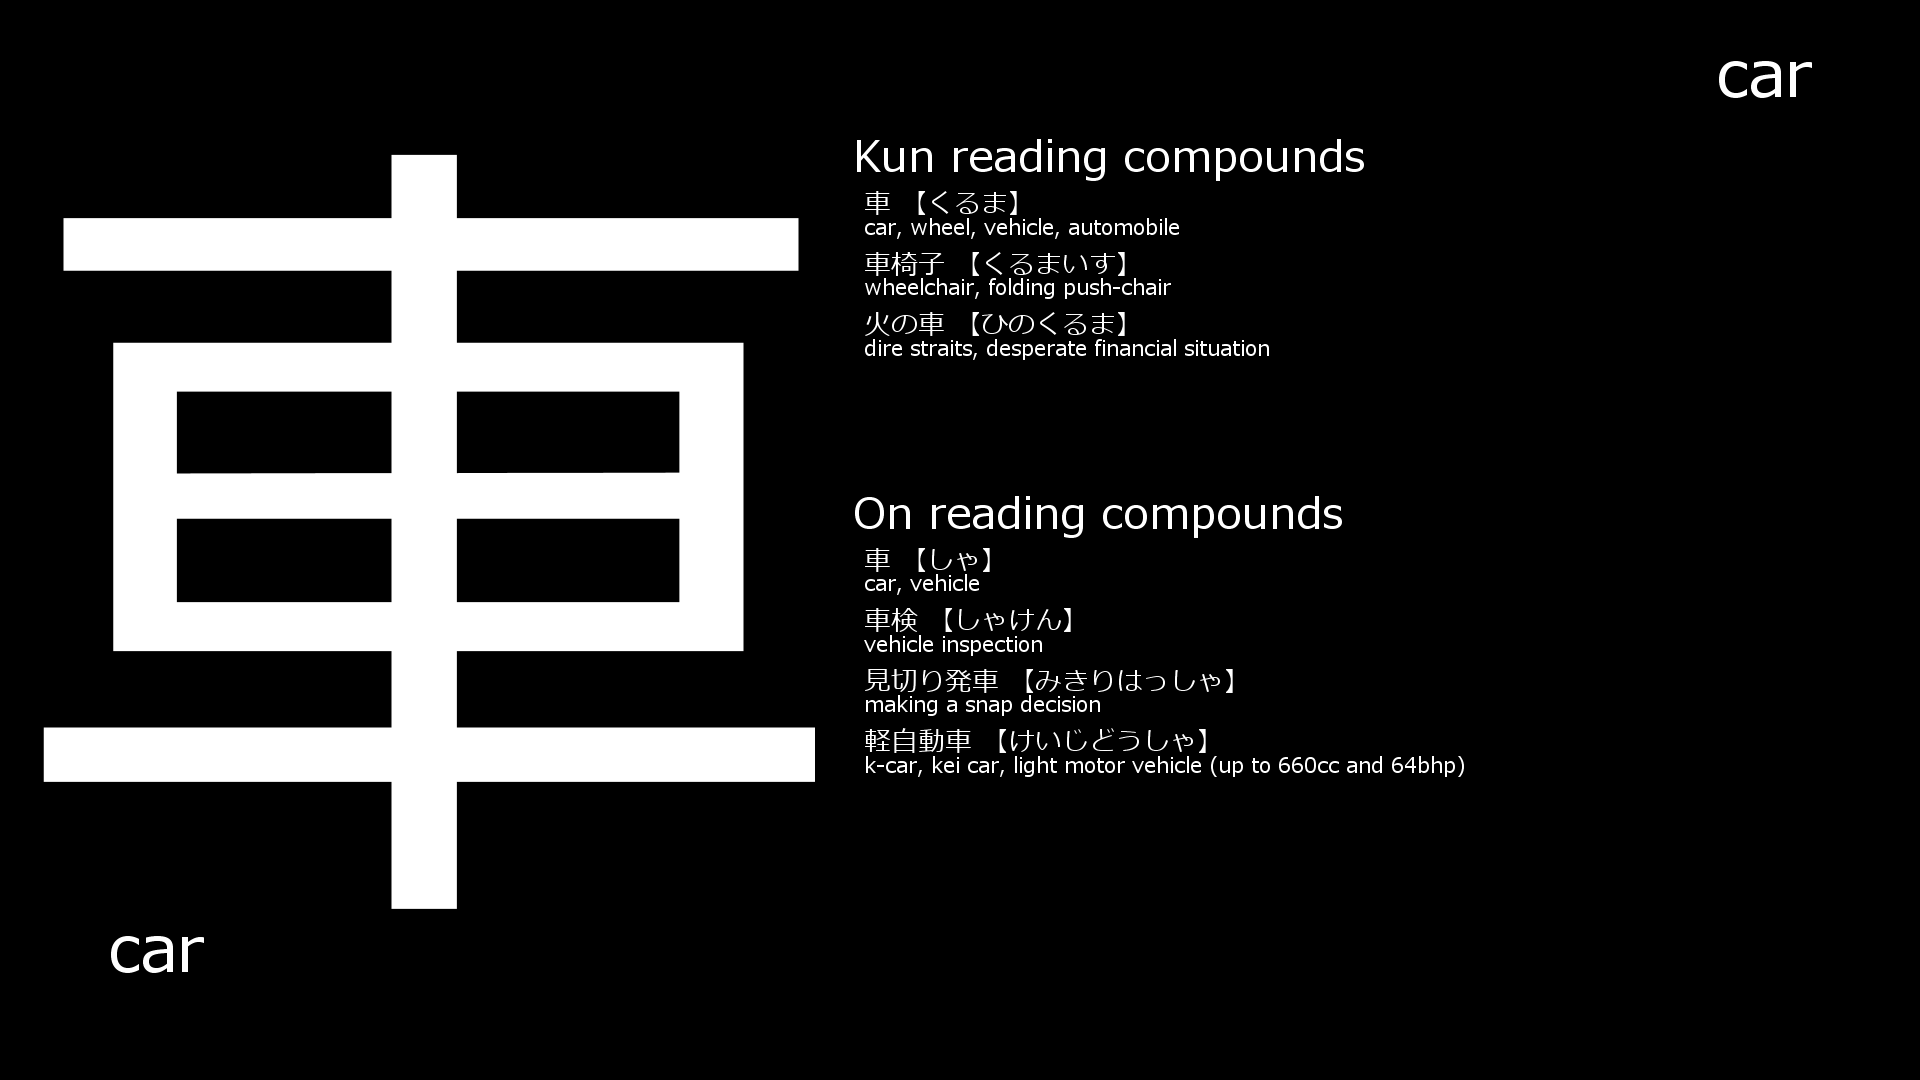 car
車
Kun reading compounds
車 【くるま】
car, wheel, vehicle, automobile
車椅子 【くるまいす】
wheelchair, folding push-chair
火の車 【ひのくるま】
dire straits, desperate financial situation
On reading compounds
車 【しゃ】
car, vehicle
車検 【しゃけん】
vehicle inspection
見切り発車 【みきりはっしゃ】
making a snap decision
軽自動車 【けいじどうしゃ】
k-car, kei car, light motor vehicle (up to 660cc and 64bhp)
car